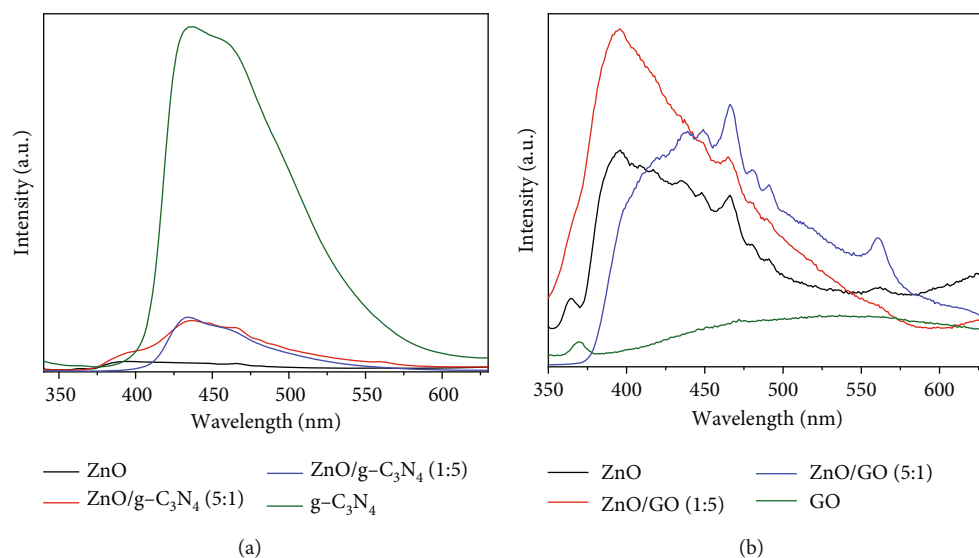 Intensity (a.u.)
350 400 450 500 550 600
Wavelength (nm)
ZnO
ZnO/g–C₃N₄ (5:1)
ZnO/g–C₃N₄ (1:5)
g–C₃N₄
(a)
Intensity (a.u.)
350 400 450 500 550 600
Wavelength (nm)
ZnO
ZnO/GO (1:5)
ZnO/GO (5:1)
GO
(b)